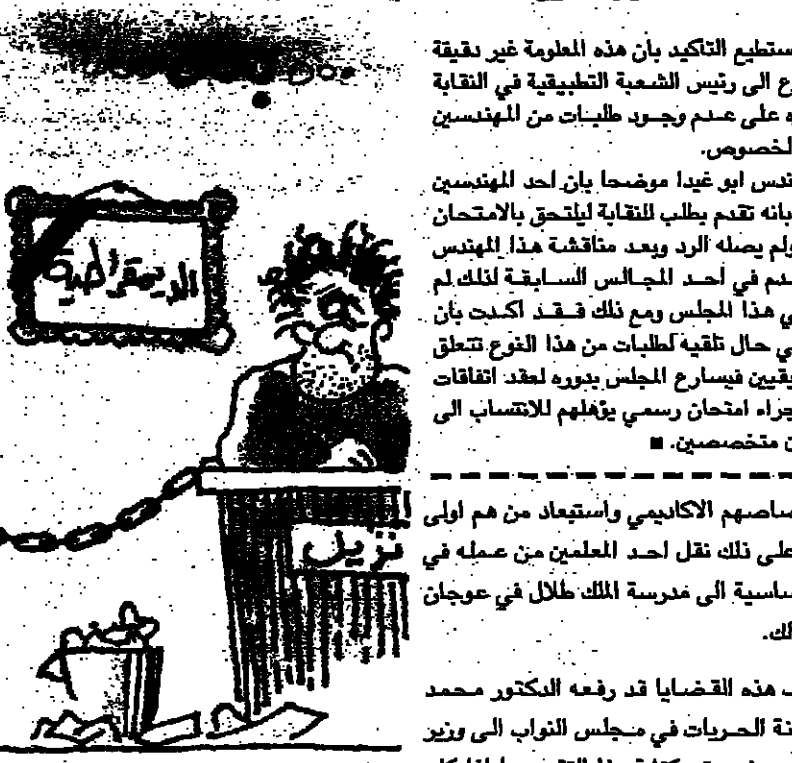 ستطيع التاكيد بان هذه المعلومة غير دقيقة
ع الى رئيس الشعبة التطبيقية في النقابة
ه على عدم وجود طلبات من المهندسين
لخصوص.
ندس ابو غيدا موضحا بان احد المهندسين
بانه تقدم بطلب للنقابة ليلتحق بالامتحان
ولم يصله الرد وبعد مناقشة هذا المهندس
ـدم في احد المجالس السابقة لذلك لم
ي هذا المجلس ومع ذلك فقد اكدت بان
ي حال تلقيه لطلبات من هذا النوع تتعلق
يقيين فيسارع المجلس بدوره لعقد اتفاقات
جراء امتحان رسمي يؤهلهم للانتساب الى
ن متخصصين. ■
صاصهم الاكاديمي واستبعاد من هم اولى
على ذلك نقل احد المعلمين من عمله في
ساسية الى مدرسة الملك طلال في عوجان
لك.
ـ هذه القضايا قد رفعه الدكتور محمد
نة الحريات في مجلس النواب الى وزير
الديمقراطية
نزيل